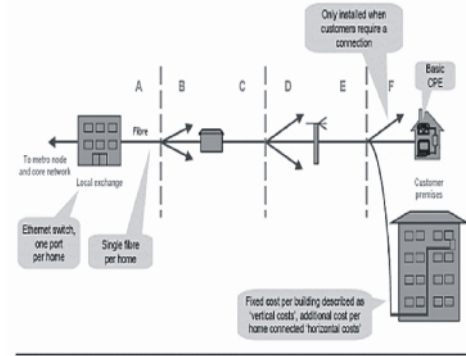 Only installed when
customers require a
connection
Basic
CPE
A
B
C
D
E
F
Fibre
To metro node
and core network
Local exchange
Customer
premises
Ethernet switch,
one port
per home
Single fibre
per home
Fixed cost per building described as
'vertical costs', additional cost per
home connected 'horizontal costs'